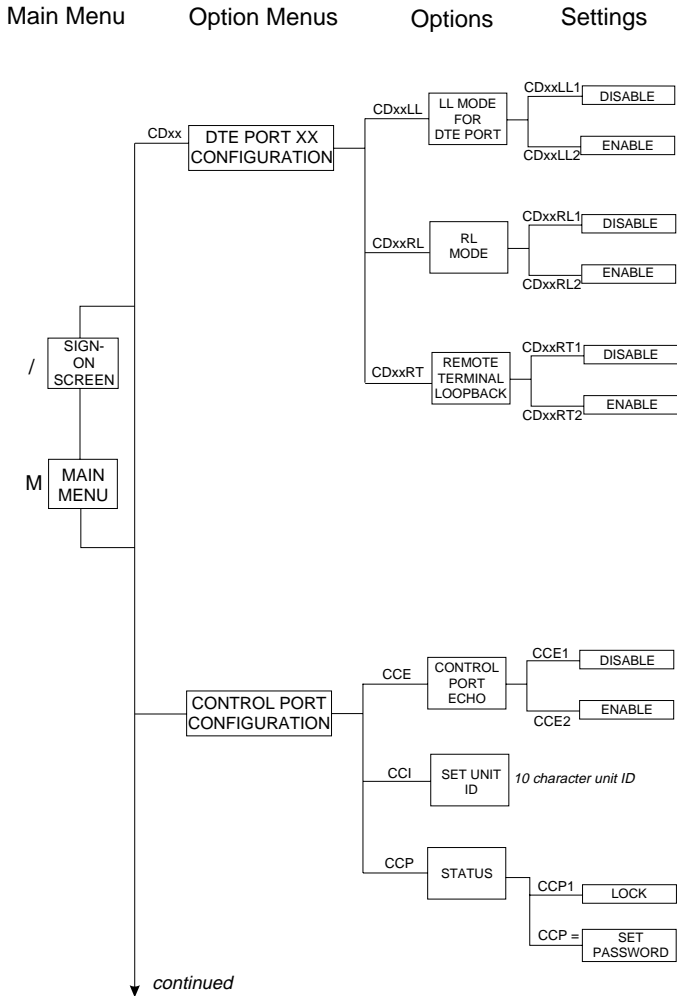 Main Menu Option Menus Options Settings
CDxx
DTE PORT XX
CONFIGURATION
CDxxLL
LL MODE
FOR
DTE PORT
CDxxLL1
DISABLE
ENABLE
CDxxLL2
CDxxRL
RL
MODE
CDxxRL1
DISABLE
ENABLE
CDxxRL2
CDxxRT
REMOTE
TERMINAL
LOOPBACK
CDxxRT1
DISABLE
ENABLE
CDxxRT2
/
SIGN-
ON
SCREEN
M
MAIN
MENU
CONTROL PORT
CONFIGURATION
CCE
CONTROL
PORT
ECHO
CCE1
DISABLE
ENABLE
CCE2
CCI
SET UNIT
ID
10 character unit ID
CCP
STATUS
CCP1
LOCK
CCP =
SET
PASSWORD
continued